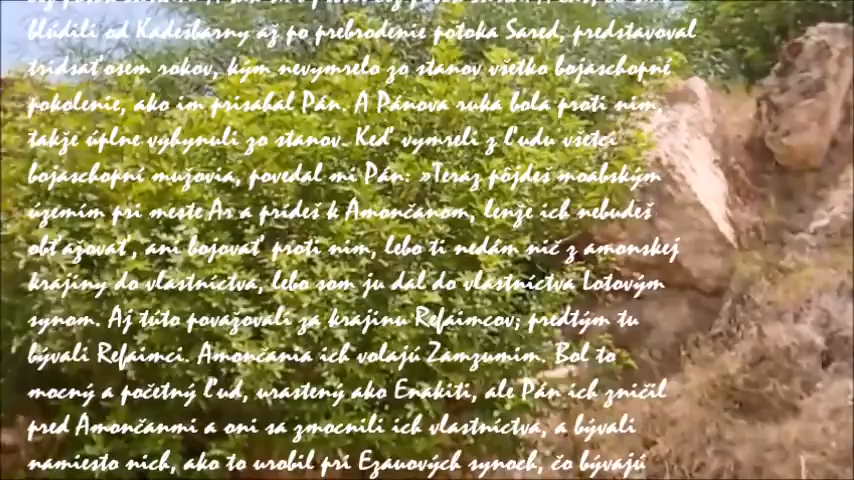 blúdili od Kadešbarny až po prebrodenie potoka Sared, predstavoval
tridsaťosem rokov, kým nevymrelo zo stanov všetko bojaschopné
pokolenie, ako im prisahal Pán. A Pánova ruka bola proti nim,
takže úplne vyhynuli zo stanov. Keď vymreli z ľudu všetci
bojaschopní mužovia, povedal mi Pán: »Teraz pôjdeš moabským
územím pri meste Ar a prídeš k Amončanom, lenže ich nebudeš
obťažovať, ani bojovať proti nim, lebo ti nedám nič z amonskej
krajiny do vlastníctva, lebo som ju dal do vlastníctva Lotovým
synom. Aj túto považovali za krajinu Refaimcov; predtým tu
bývali Refaimci. Amončania ich volajú Zamzumim. Bol to
mocný a početný ľud, urastený ako Enakiti, ale Pán ich zničil
pred Amončanmi a oni sa zmocnili ich vlastníctva, a bývali
namiesto nich, ako to urobil pri Ezauových synoch, čo bývajú